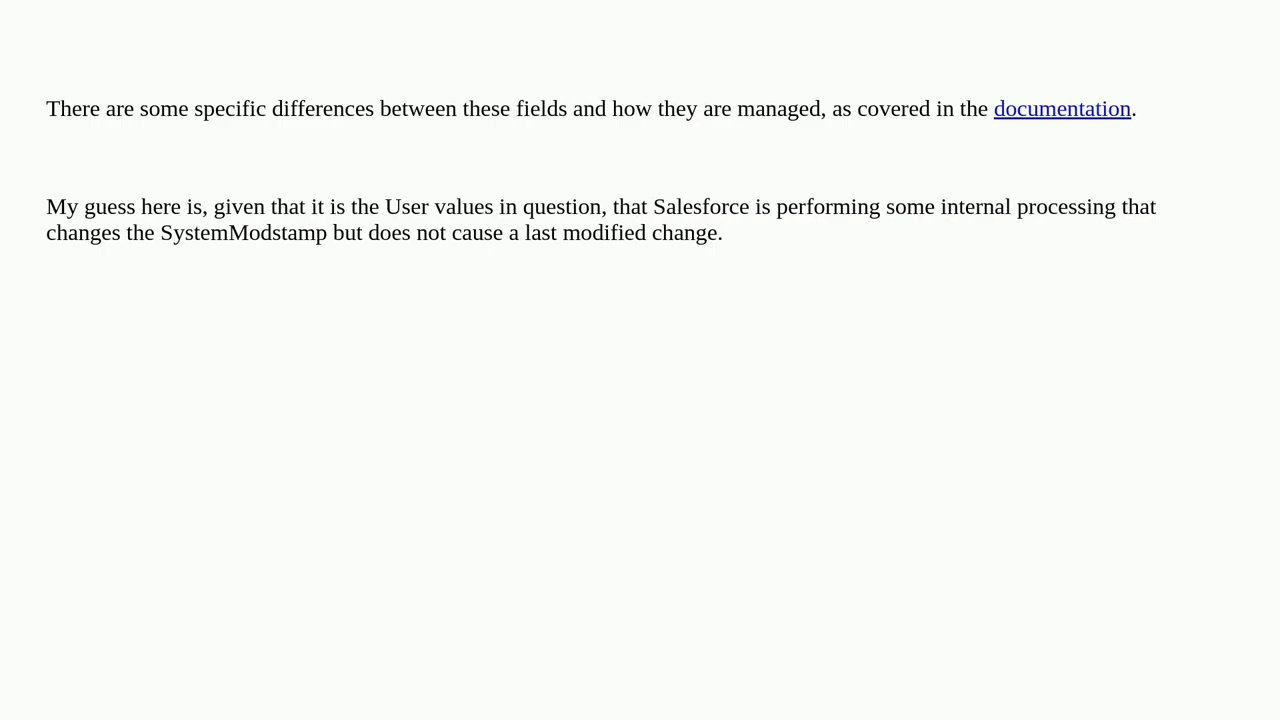 There are some specific differences between these fields and how they are managed, as covered in the documentation.
My guess here is, given that it is the User values in question, that Salesforce is performing some internal processing that
changes the SystemModstamp but does not cause a last modified change.